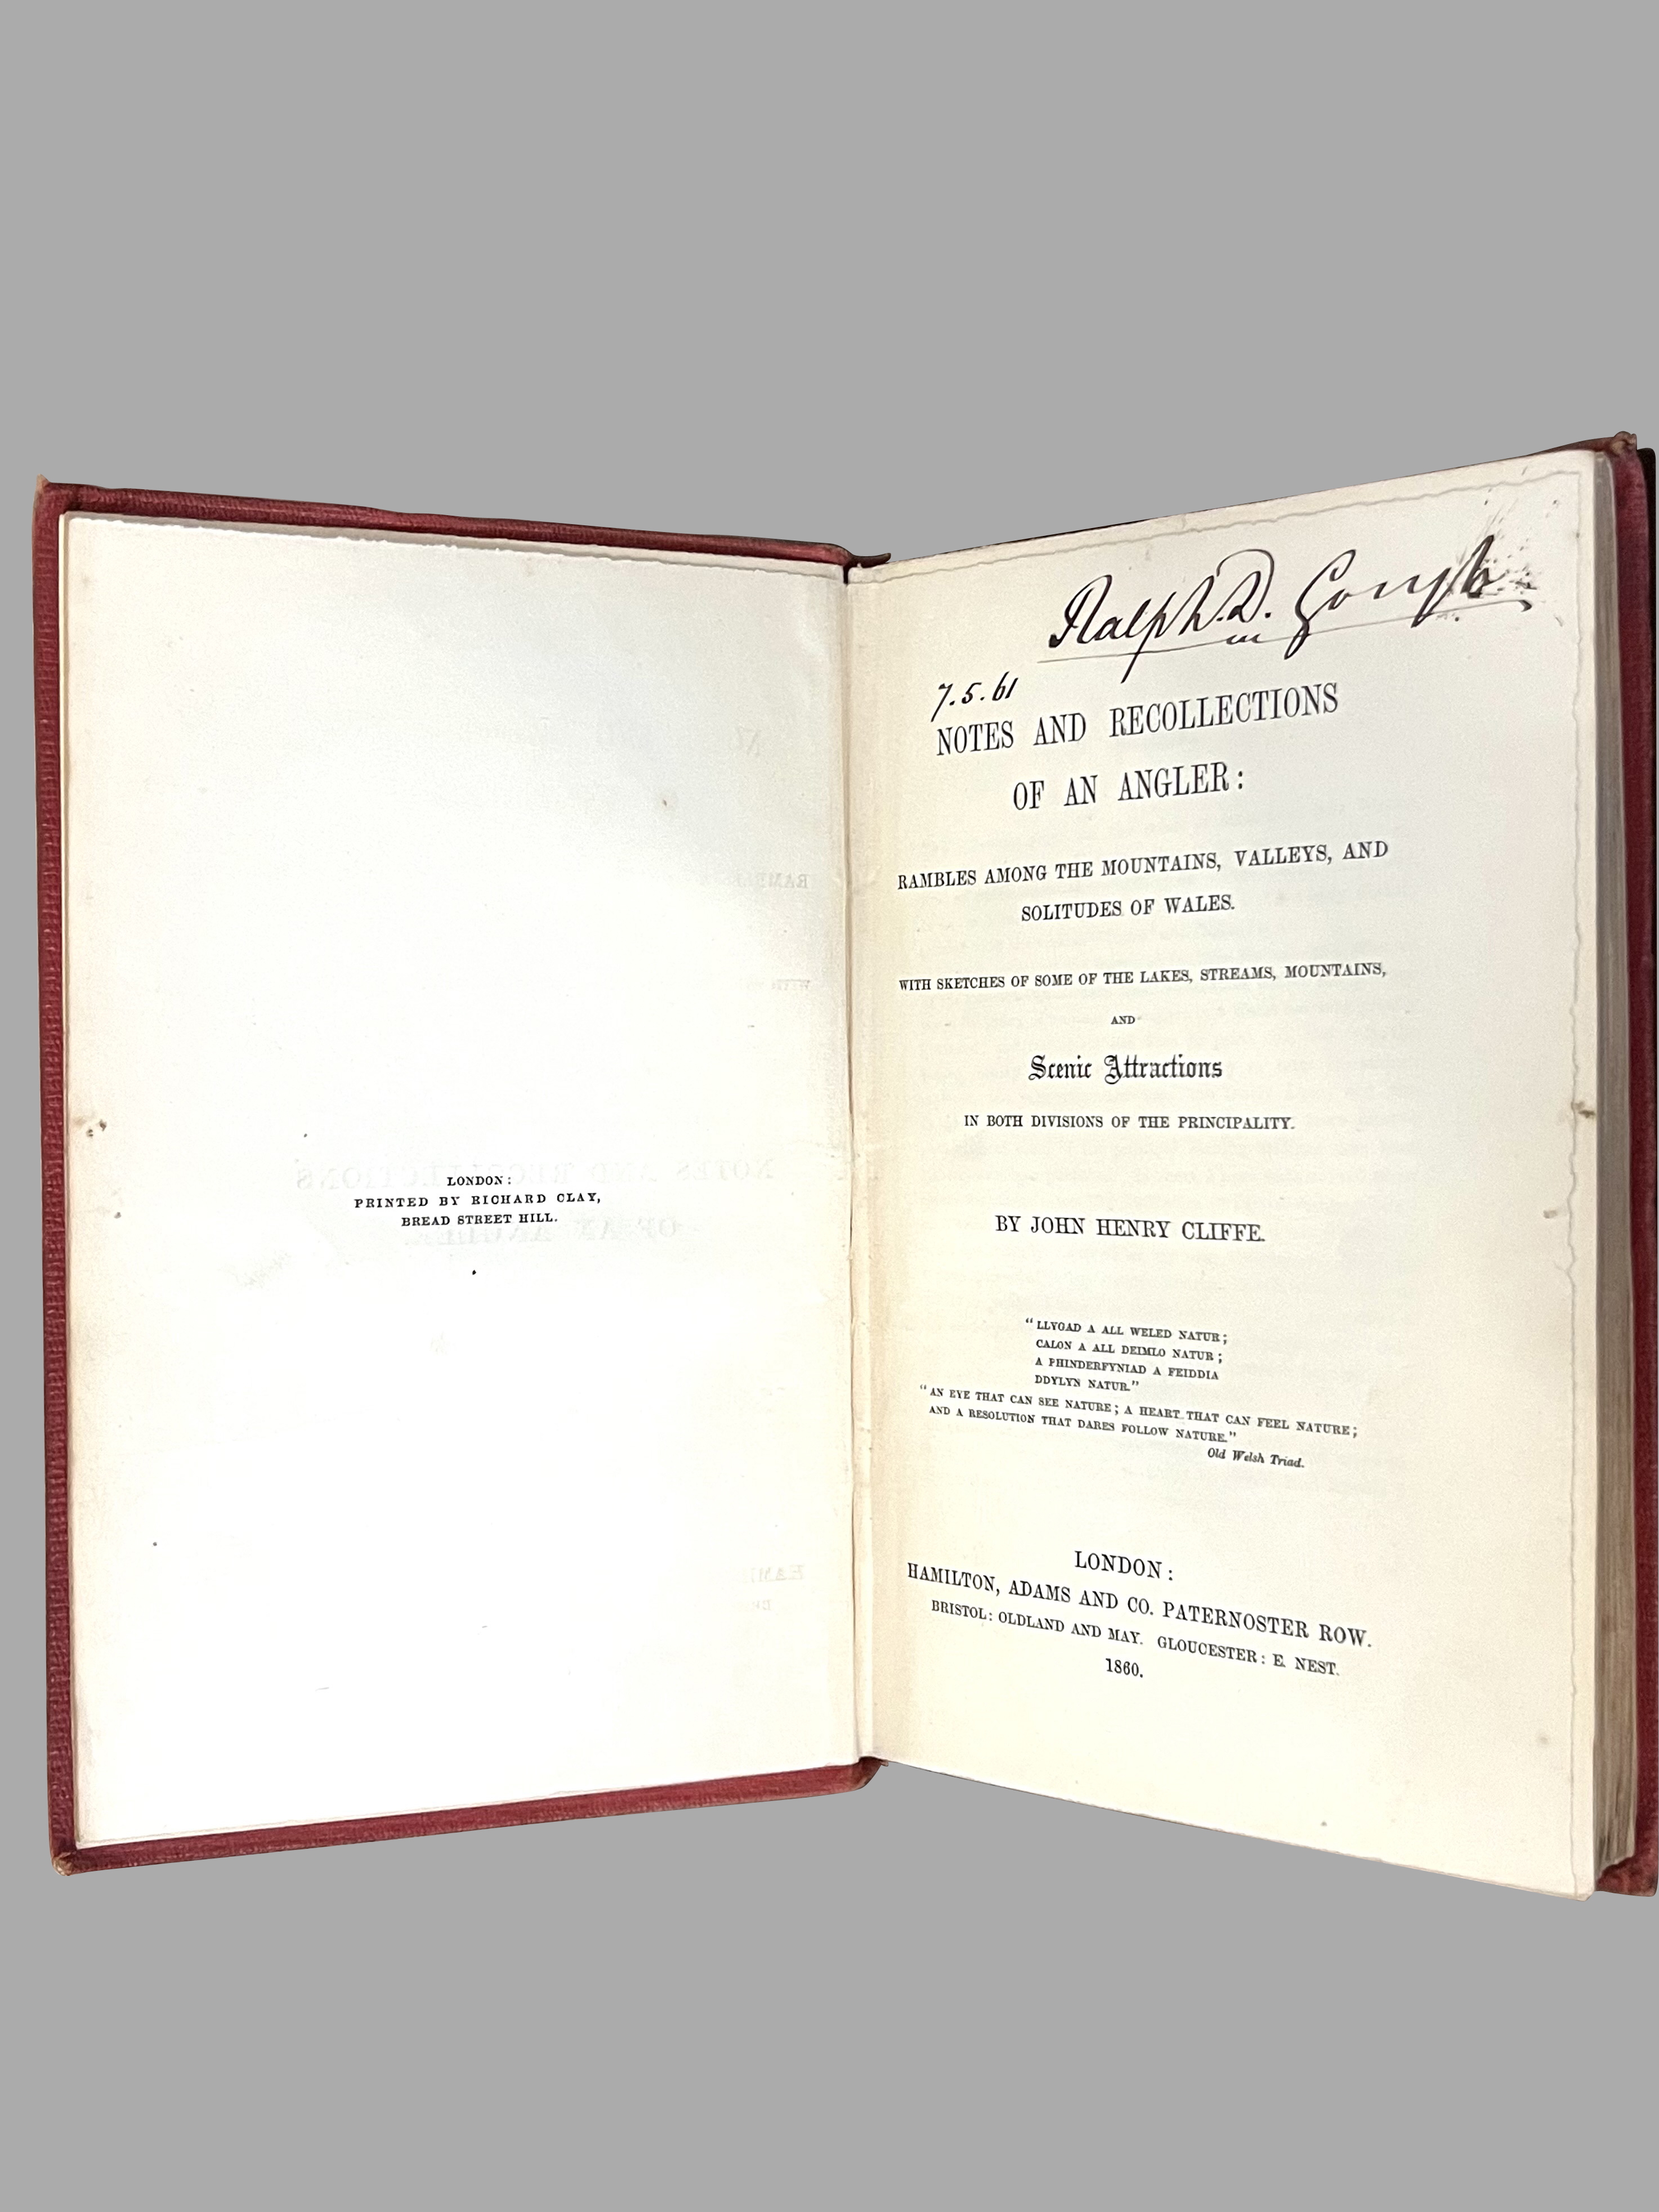 LONDON:
PRINTED BY RICHARD CLAY,
BREAD STREET HILL.
Ralph. D. Gough
7.5.61
NOTES AND RECOLLECTIONS
OF AN ANGLER:
RAMBLES AMONG THE MOUNTAINS, VALLEYS, AND
SOLITUDES OF WALES.
WITH SKETCHES OF SOME OF THE LAKES, STREAMS, MOUNTAINS,
AND
Scenic Attractions
IN BOTH DIVISIONS OF THE PRINCIPALITY.
BY JOHN HENRY CLIFFE.
"LLYGAD A ALL WELED NATUR;
CALON A ALL DEIMLO NATUR;
A PHINDERFYNIAD A FEIDDIA
DDYLYN NATUR."
"AN EYE THAT CAN SEE NATURE; A HEART THAT CAN FEEL NATURE;
AND A RESOLUTION THAT DARES FOLLOW NATURE."
Old Welsh Triad.
LONDON:
HAMILTON, ADAMS AND CO. PATERNOSTER ROW.
BRISTOL: OLDLAND AND MAY. GLOUCESTER: E. NEST.
1860.